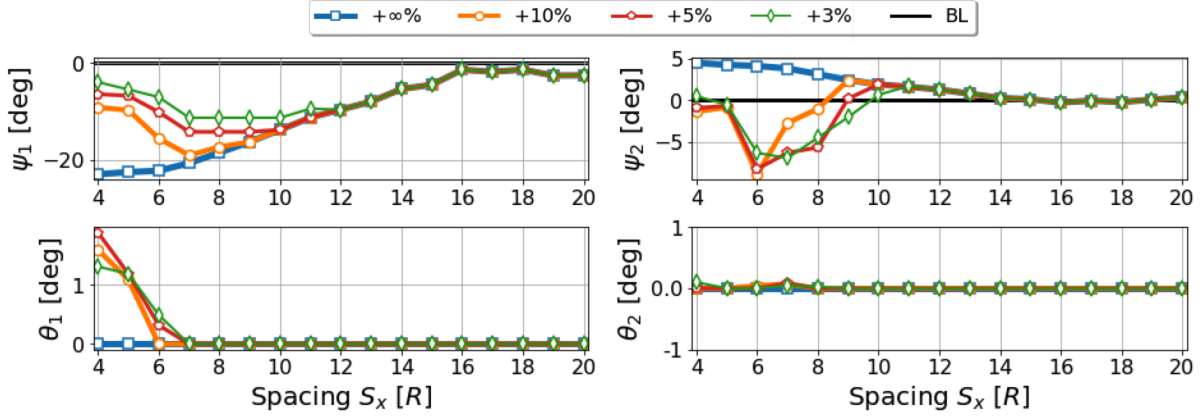 +∞% +10% +5% +3% BL
ψ1 [deg]
0
−20
4 6 8 10 12 14 16 18 20
ψ2 [deg]
5
0
−5
4 6 8 10 12 14 16 18 20
θ1 [deg]
1
0
4 6 8 10 12 14 16 18 20
Spacing Sx [R]
θ2 [deg]
1
0.0
-1
4 6 8 10 12 14 16 18 20
Spacing Sx [R]